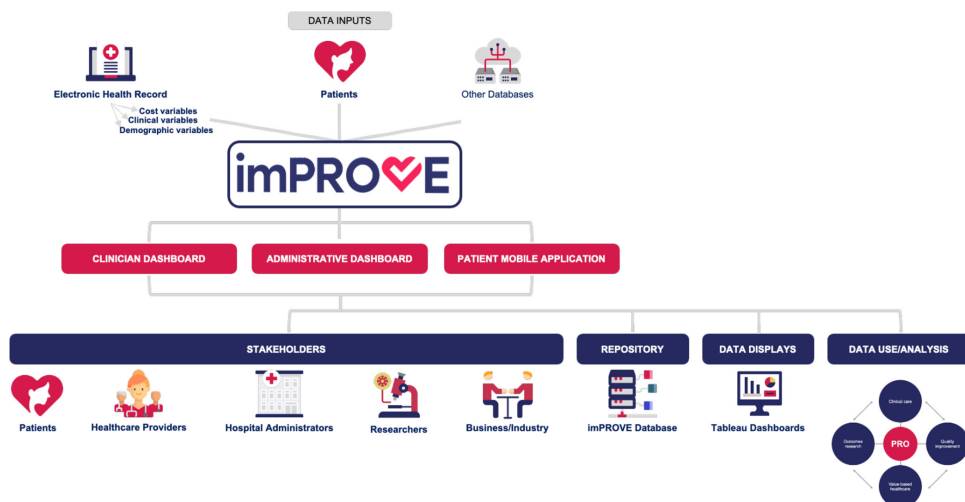 DATA INPUTS
Electronic Health Record
Patients
Other Databases
Cost variables
Clinical variables
Demographic variables
imPROVE
CLINICIAN DASHBOARD
ADMINISTRATIVE DASHBOARD
PATIENT MOBILE APPLICATION
STAKEHOLDERS
REPOSITORY
DATA DISPLAYS
DATA USE/ANALYSIS
Patients
Healthcare Providers
Hospital Administrators
Researchers
Business/Industry
imPROVE Database
Tableau Dashboards
Clinical care
Outcomes
research
PRO
Quality
improvement
Value based
healthcare